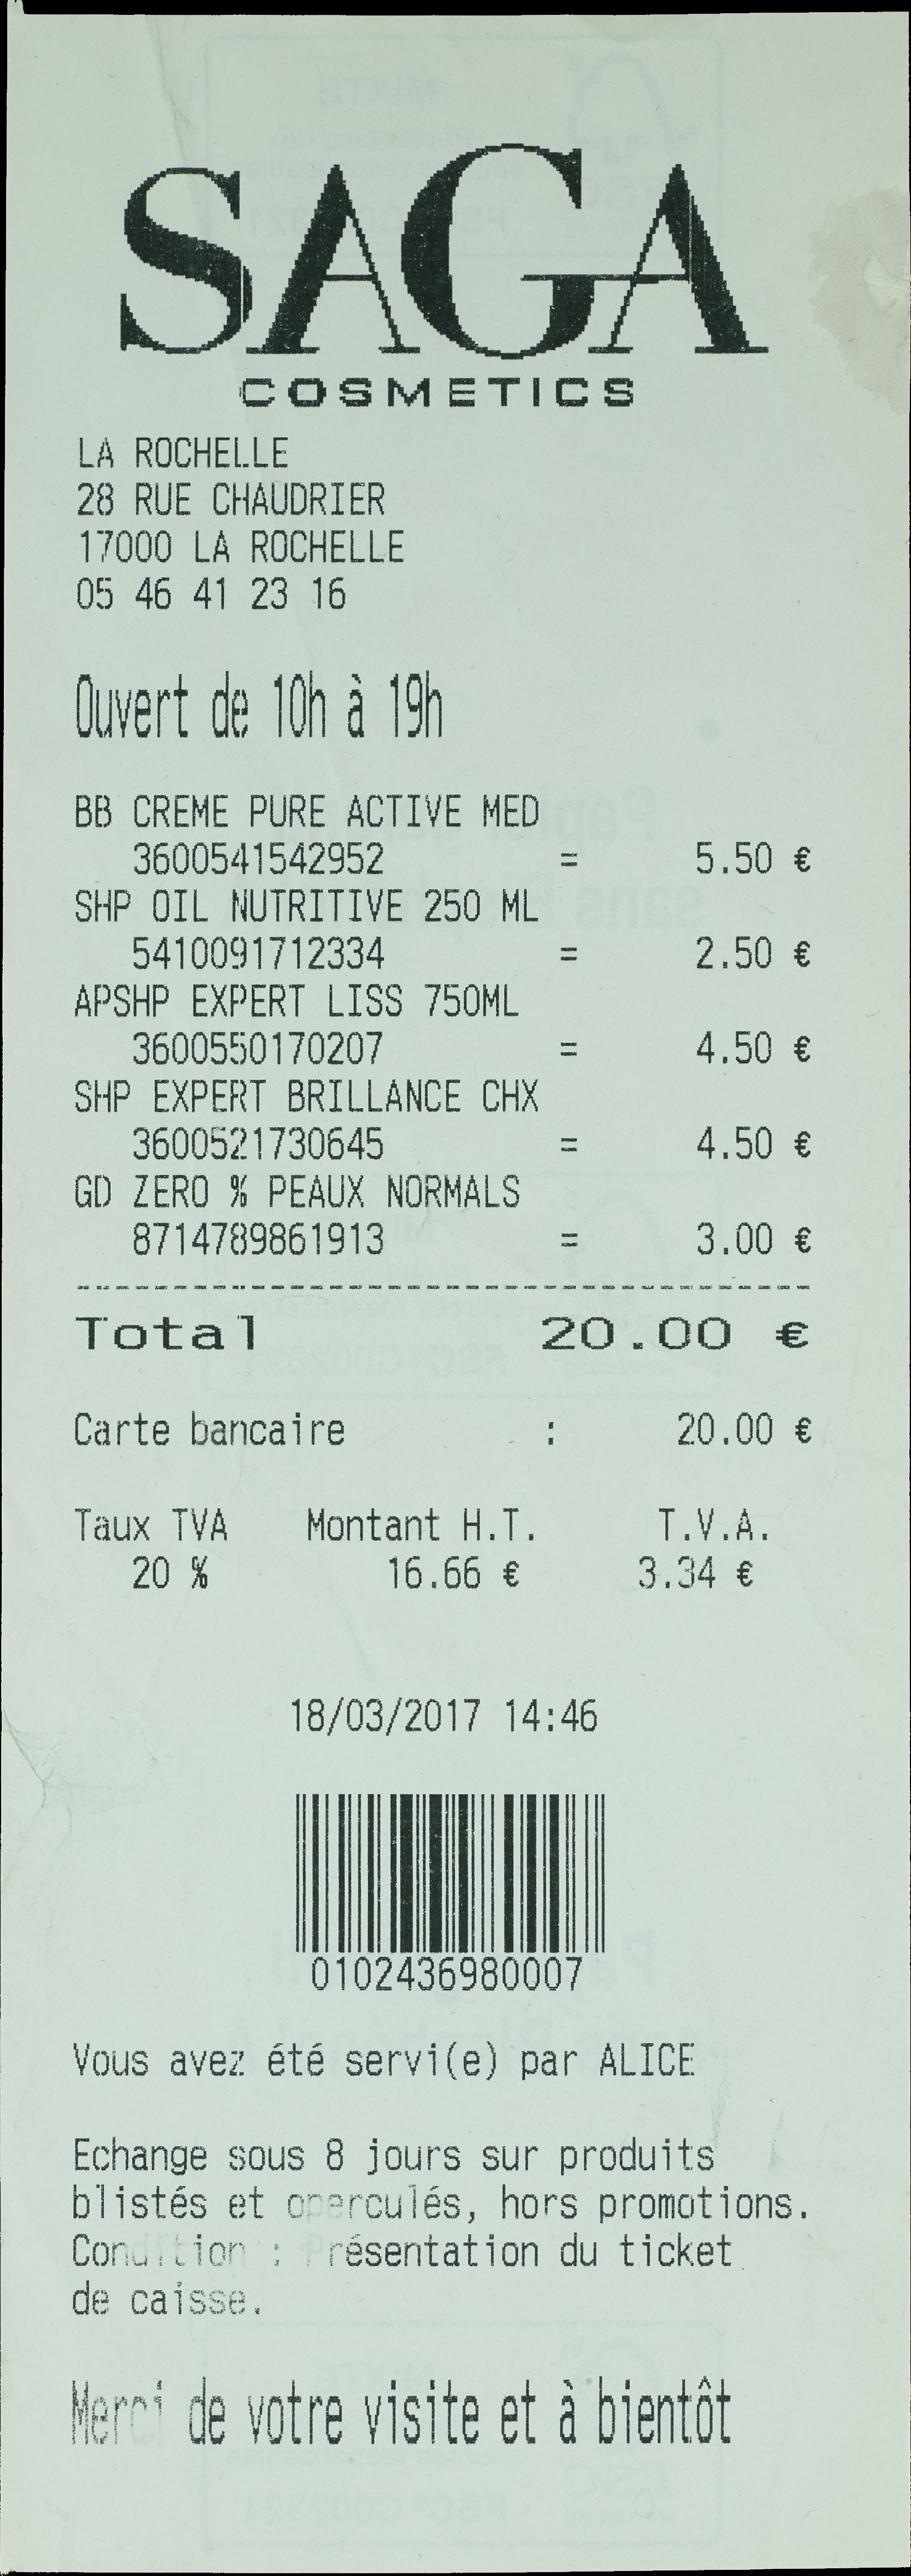 SAGA
COSMETICS
LA ROCHELLE
28 RUE CHAUDRIER
17000 LA ROCHELLE
05 46 41 23 16
Ouvert de 10h à 19h
BB CREME PURE ACTIVE MED
3600541542952 = 5.50 €
SHP OIL NUTRITIVE 250 ML
5410091712334 = 2.50 €
APSHP EXPERT LISS 750ML
3600550170207 = 4.50 €
SHP EXPERT BRILLANCE CHX
3600521730645 = 4.50 €
GD ZERO % PEAUX NORMALS
8714789861913 = 3.00 €
Total 20.00 €
Carte bancaire : 20.00 €
Taux TVA Montant H.T. T.V.A.
20 % 16.66 € 3.34 €
18/03/2017 14:46
0102436980007
Vous avez été servi(e) par ALICE
Echange sous 8 jours sur produits
blistés et operculés, hors promotions.
Condition : Présentation du ticket
de caisse.
Merci de votre visite et à bientôt